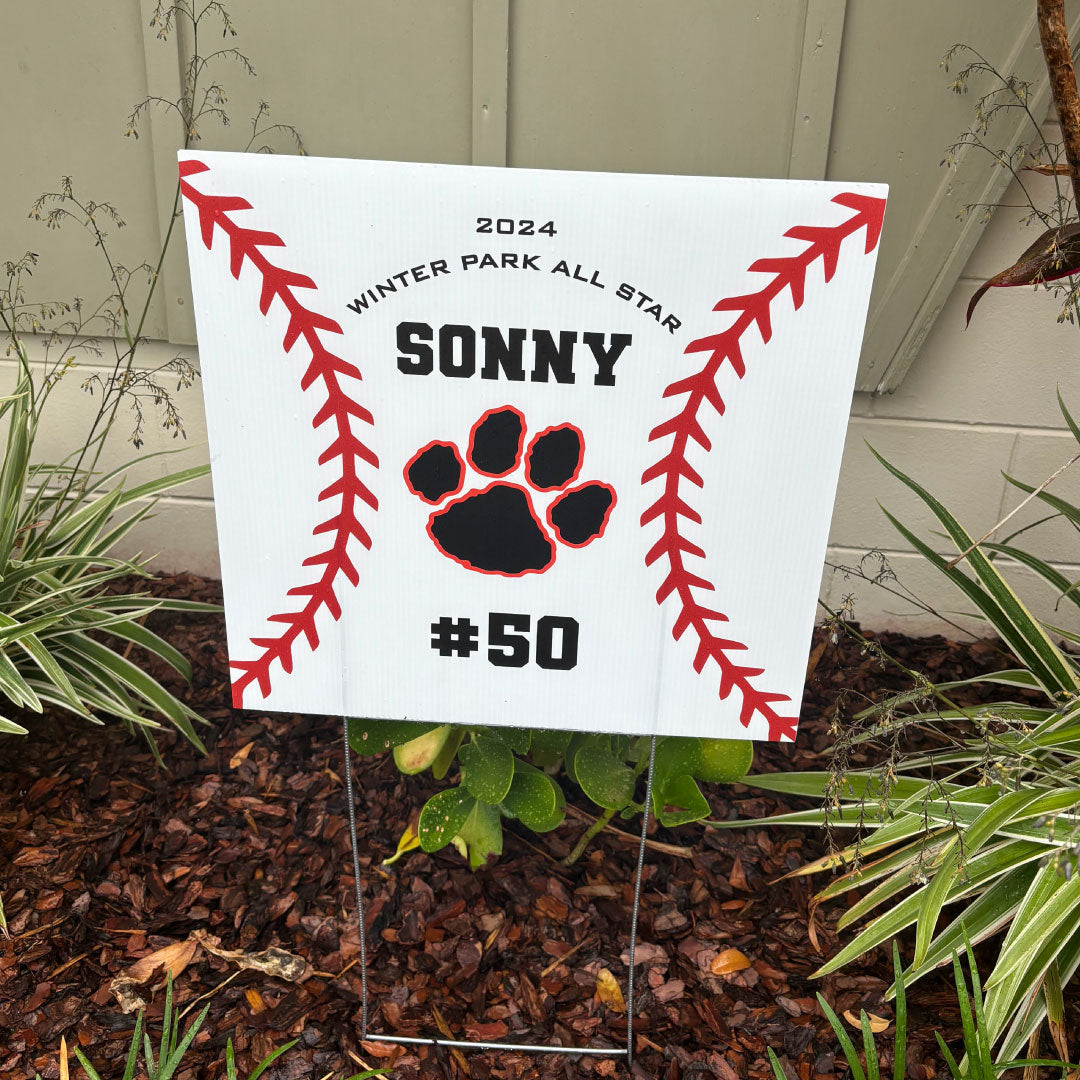 2024
WINTER PARK ALL STAR
SONNY
#50